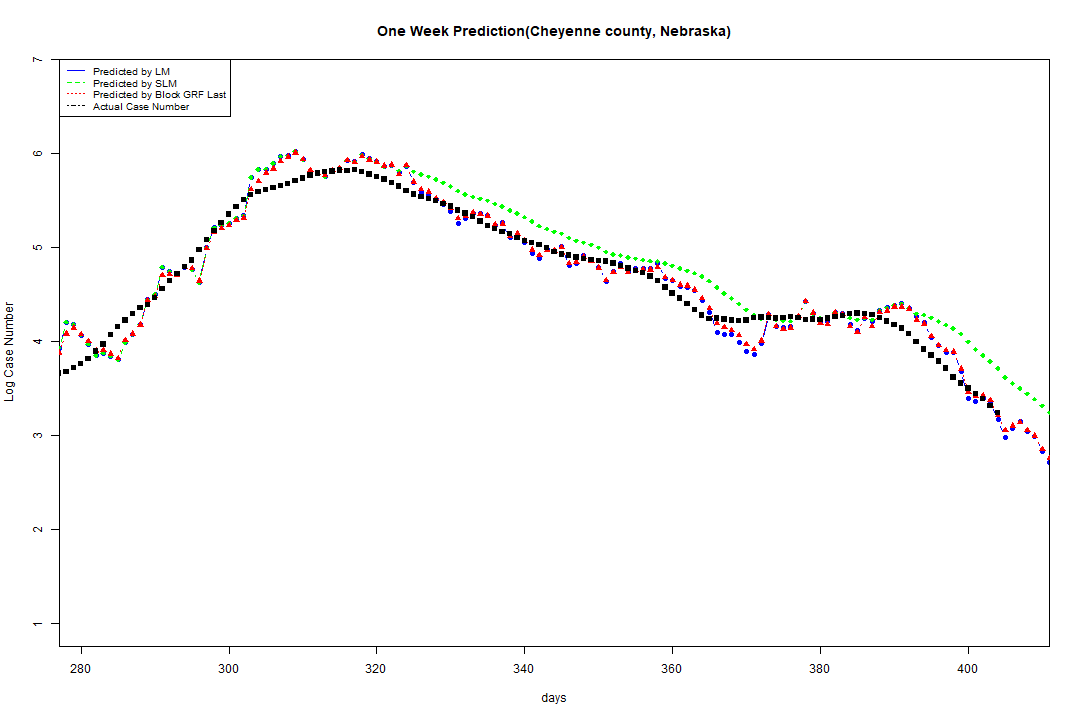 One Week Prediction(Cheyenne county, Nebraska)
Predicted by LM
Predicted by SLM
Predicted by Block GRF Last
Actual Case Number
7
6
5
4
3
2
1
Log Case Number
280 300 320 340 360 380 400
days